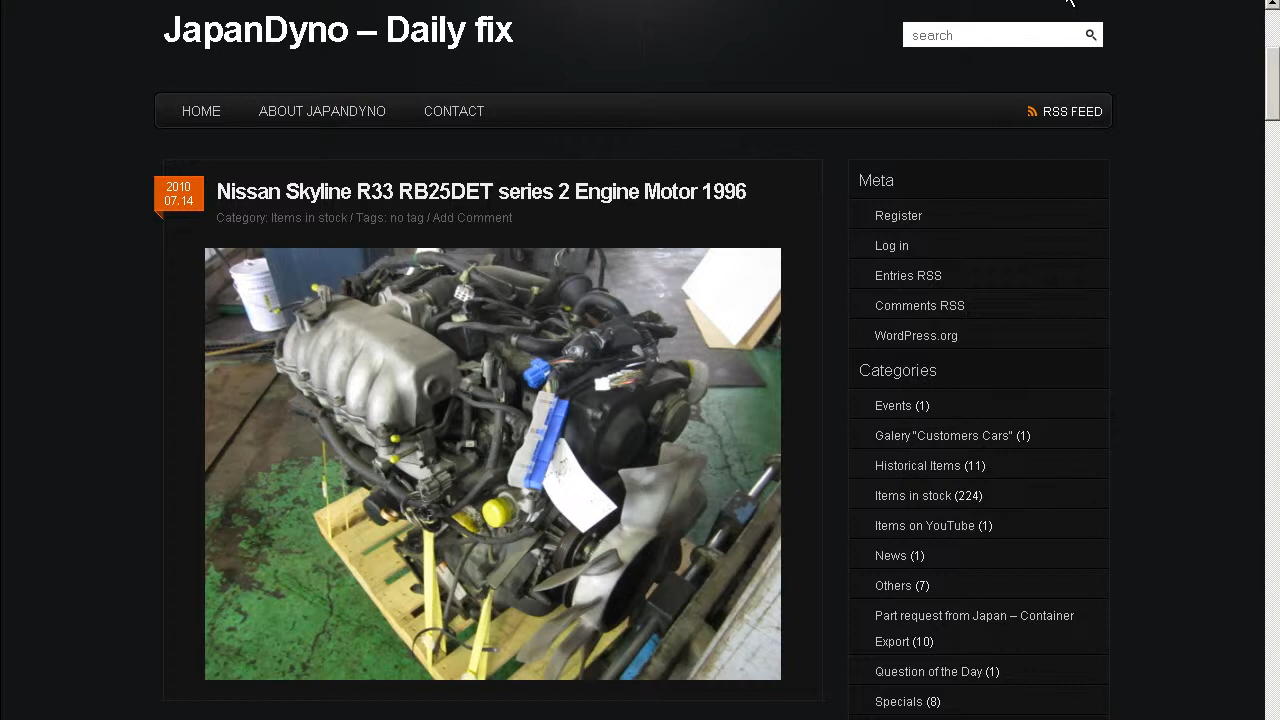 JapanDyno – Daily fix
search
HOME ABOUT JAPANDYNO CONTACT RSS FEED
2010
07.14
Nissan Skyline R33 RB25DET series 2 Engine Motor 1996
Category: Items in stock / Tags: no tag / Add Comment
Meta
Register
Log in
Entries RSS
Comments RSS
WordPress.org
Categories
Events (1)
Galery "Customers Cars" (1)
Historical Items (11)
Items in stock (224)
Items on YouTube (1)
News (1)
Others (7)
Part request from Japan – Container
Export (10)
Question of the Day (1)
Specials (8)